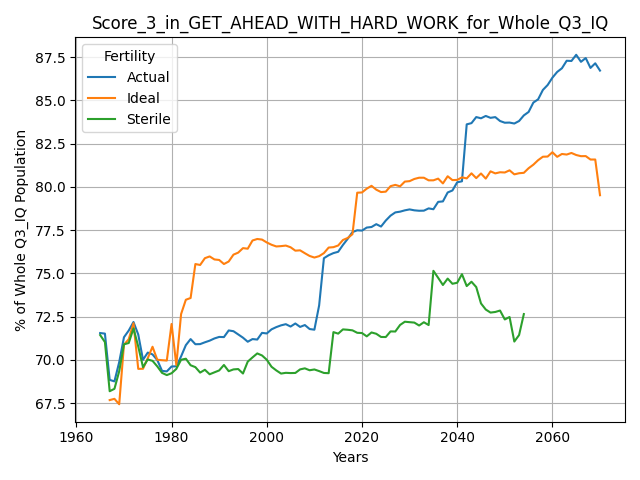 Score_3_in_GET_AHEAD_WITH_HARD_WORK_for_Whole_Q3_IQ
Fertility
Actual
Ideal
Sterile
87.5
85.0
82.5
80.0
77.5
75.0
72.5
70.0
67.5
% of Whole Q3_IQ Population
1960
1980
2000
2020
2040
2060
Years